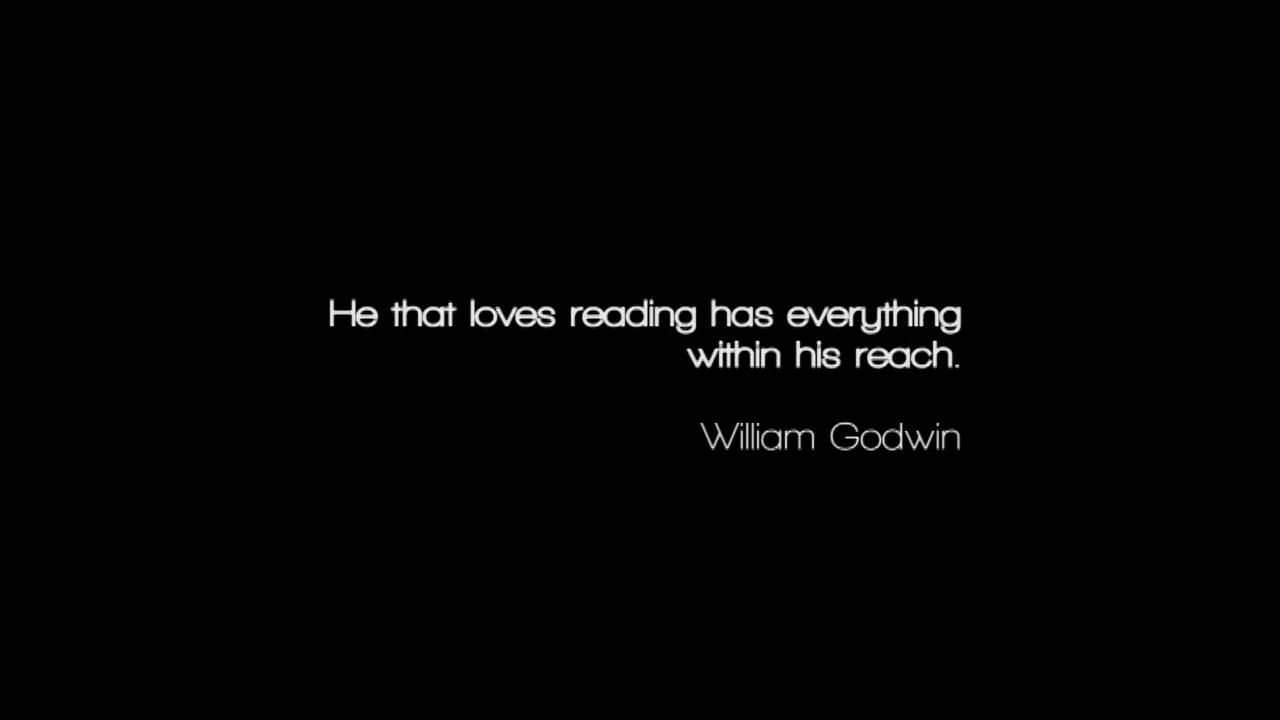 He that loves reading has everything
within his reach.
William Godwin